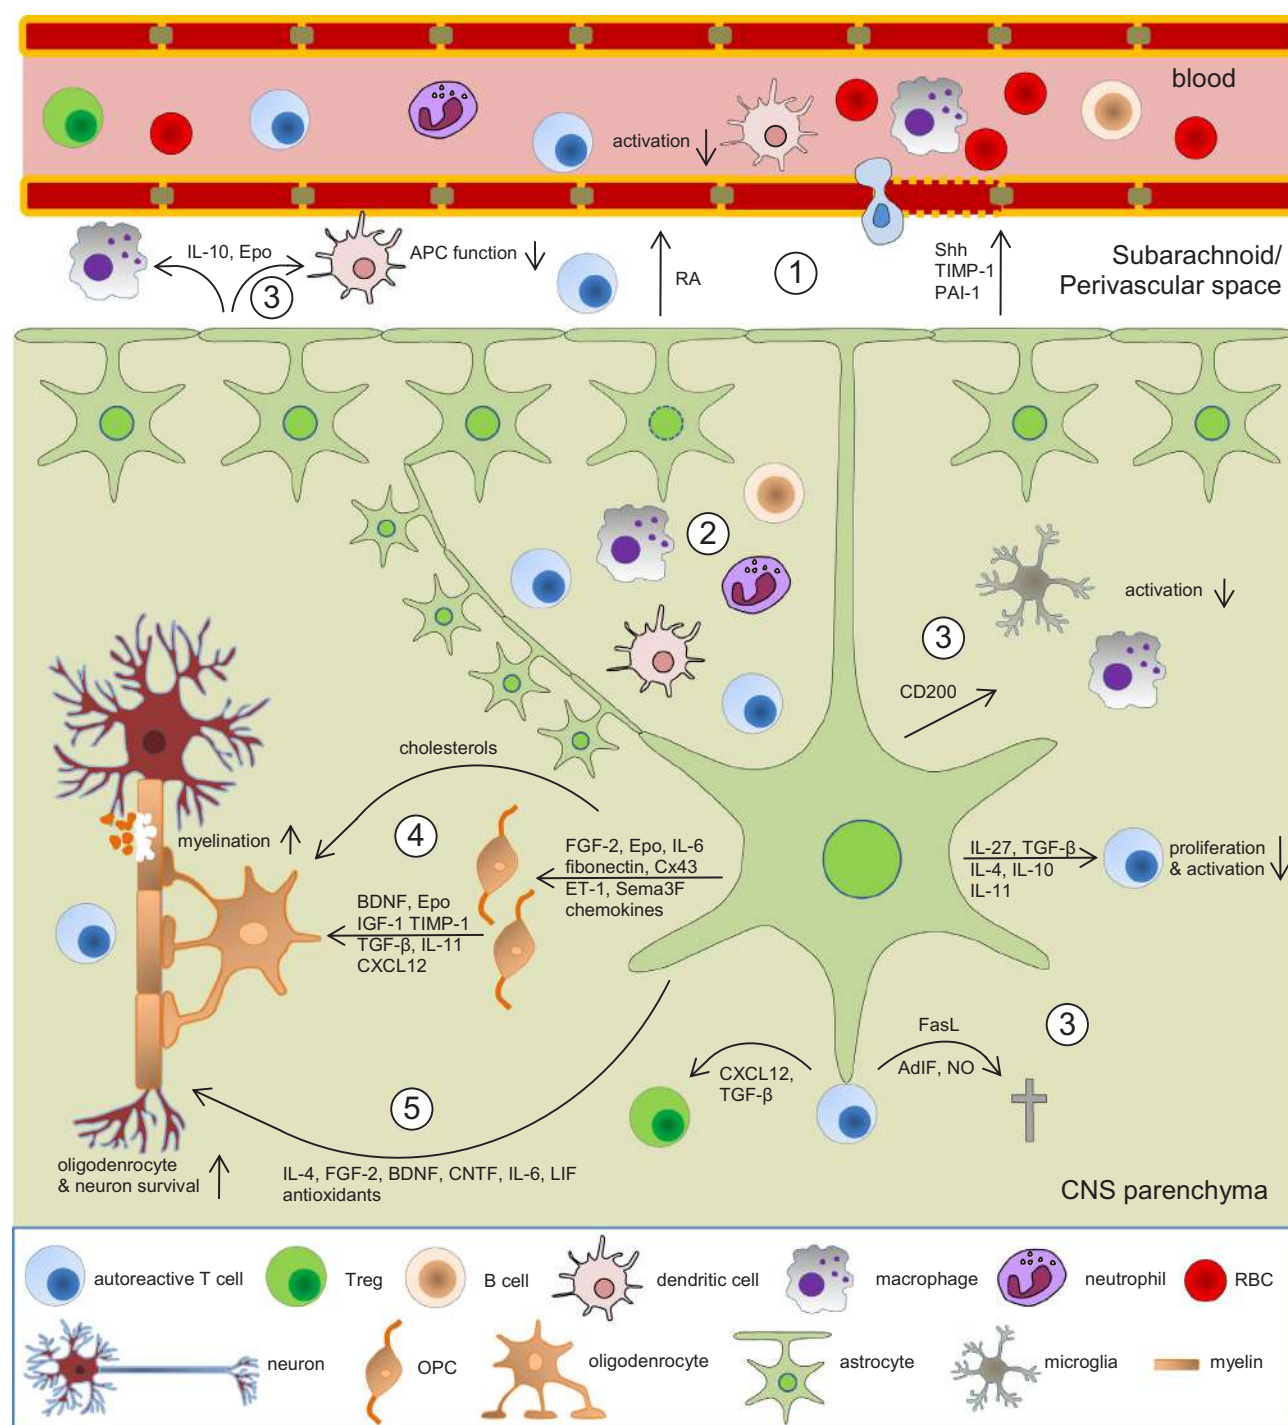 blood
activation
IL-10, Epo
APC function
3
RA
1
Shh
TIMP-1
PAI-1
Subarachnoid/
Perivascular space
2
3
activation
CD200
cholesterols
4
myelination
FGF-2, Epo, IL-6
fibonectin, Cx43
ET-1, Sema3F
chemokines
BDNF, Epo
IGF-1 TIMP-1
TGF-β, IL-11
CXCL12
IL-27, TGF-β
IL-4, IL-10
IL-11
proliferation
& activation
3
FasL
AdIF, NO
CXCL12,
TGF-β
5
oligodenrocyte
& neuron survival
IL-4, FGF-2, BDNF, CNTF, IL-6, LIF
antioxidants
CNS parenchyma
autoreactive T cell
Treg
B cell
dendritic cell
macrophage
neutrophil
RBC
neuron
OPC
oligodenrocyte
astrocyte
microglia
myelin